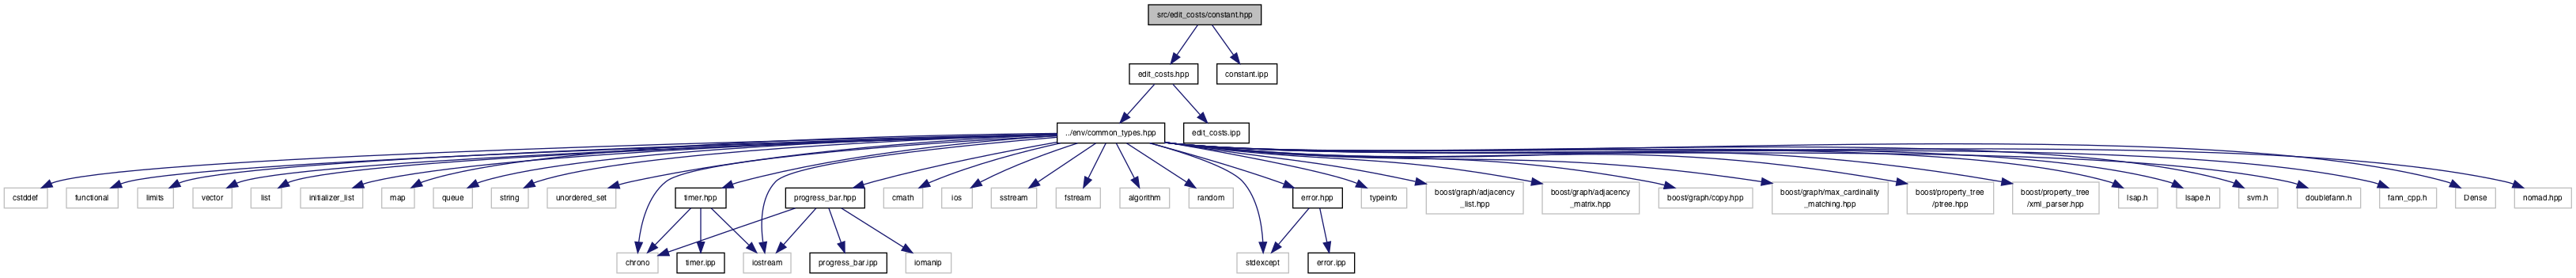 src/edit_costs/constant.hpp
edit_costs.hpp
constant.ipp
../env/common_types.hpp
edit_costs.ipp
cstddef
functional
limits
vector
list
initializer_list
map
queue
string
unordered_set
timer.hpp
progress_bar.hpp
cmath
ios
sstream
fstream
algorithm
random
error.hpp
typeinfo
boost/graph/adjacency
_list.hpp
boost/graph/adjacency
_matrix.hpp
boost/graph/copy.hpp
boost/graph/max_cardinality
_matching.hpp
boost/property_tree
/ptree.hpp
boost/property_tree
/xml_parser.hpp
lsap.h
lsape.h
svm.h
doublefann.h
fann_cpp.h
Dense
nomad.hpp
chrono
timer.ipp
iostream
progress_bar.ipp
iomanip
stdexcept
error.ipp